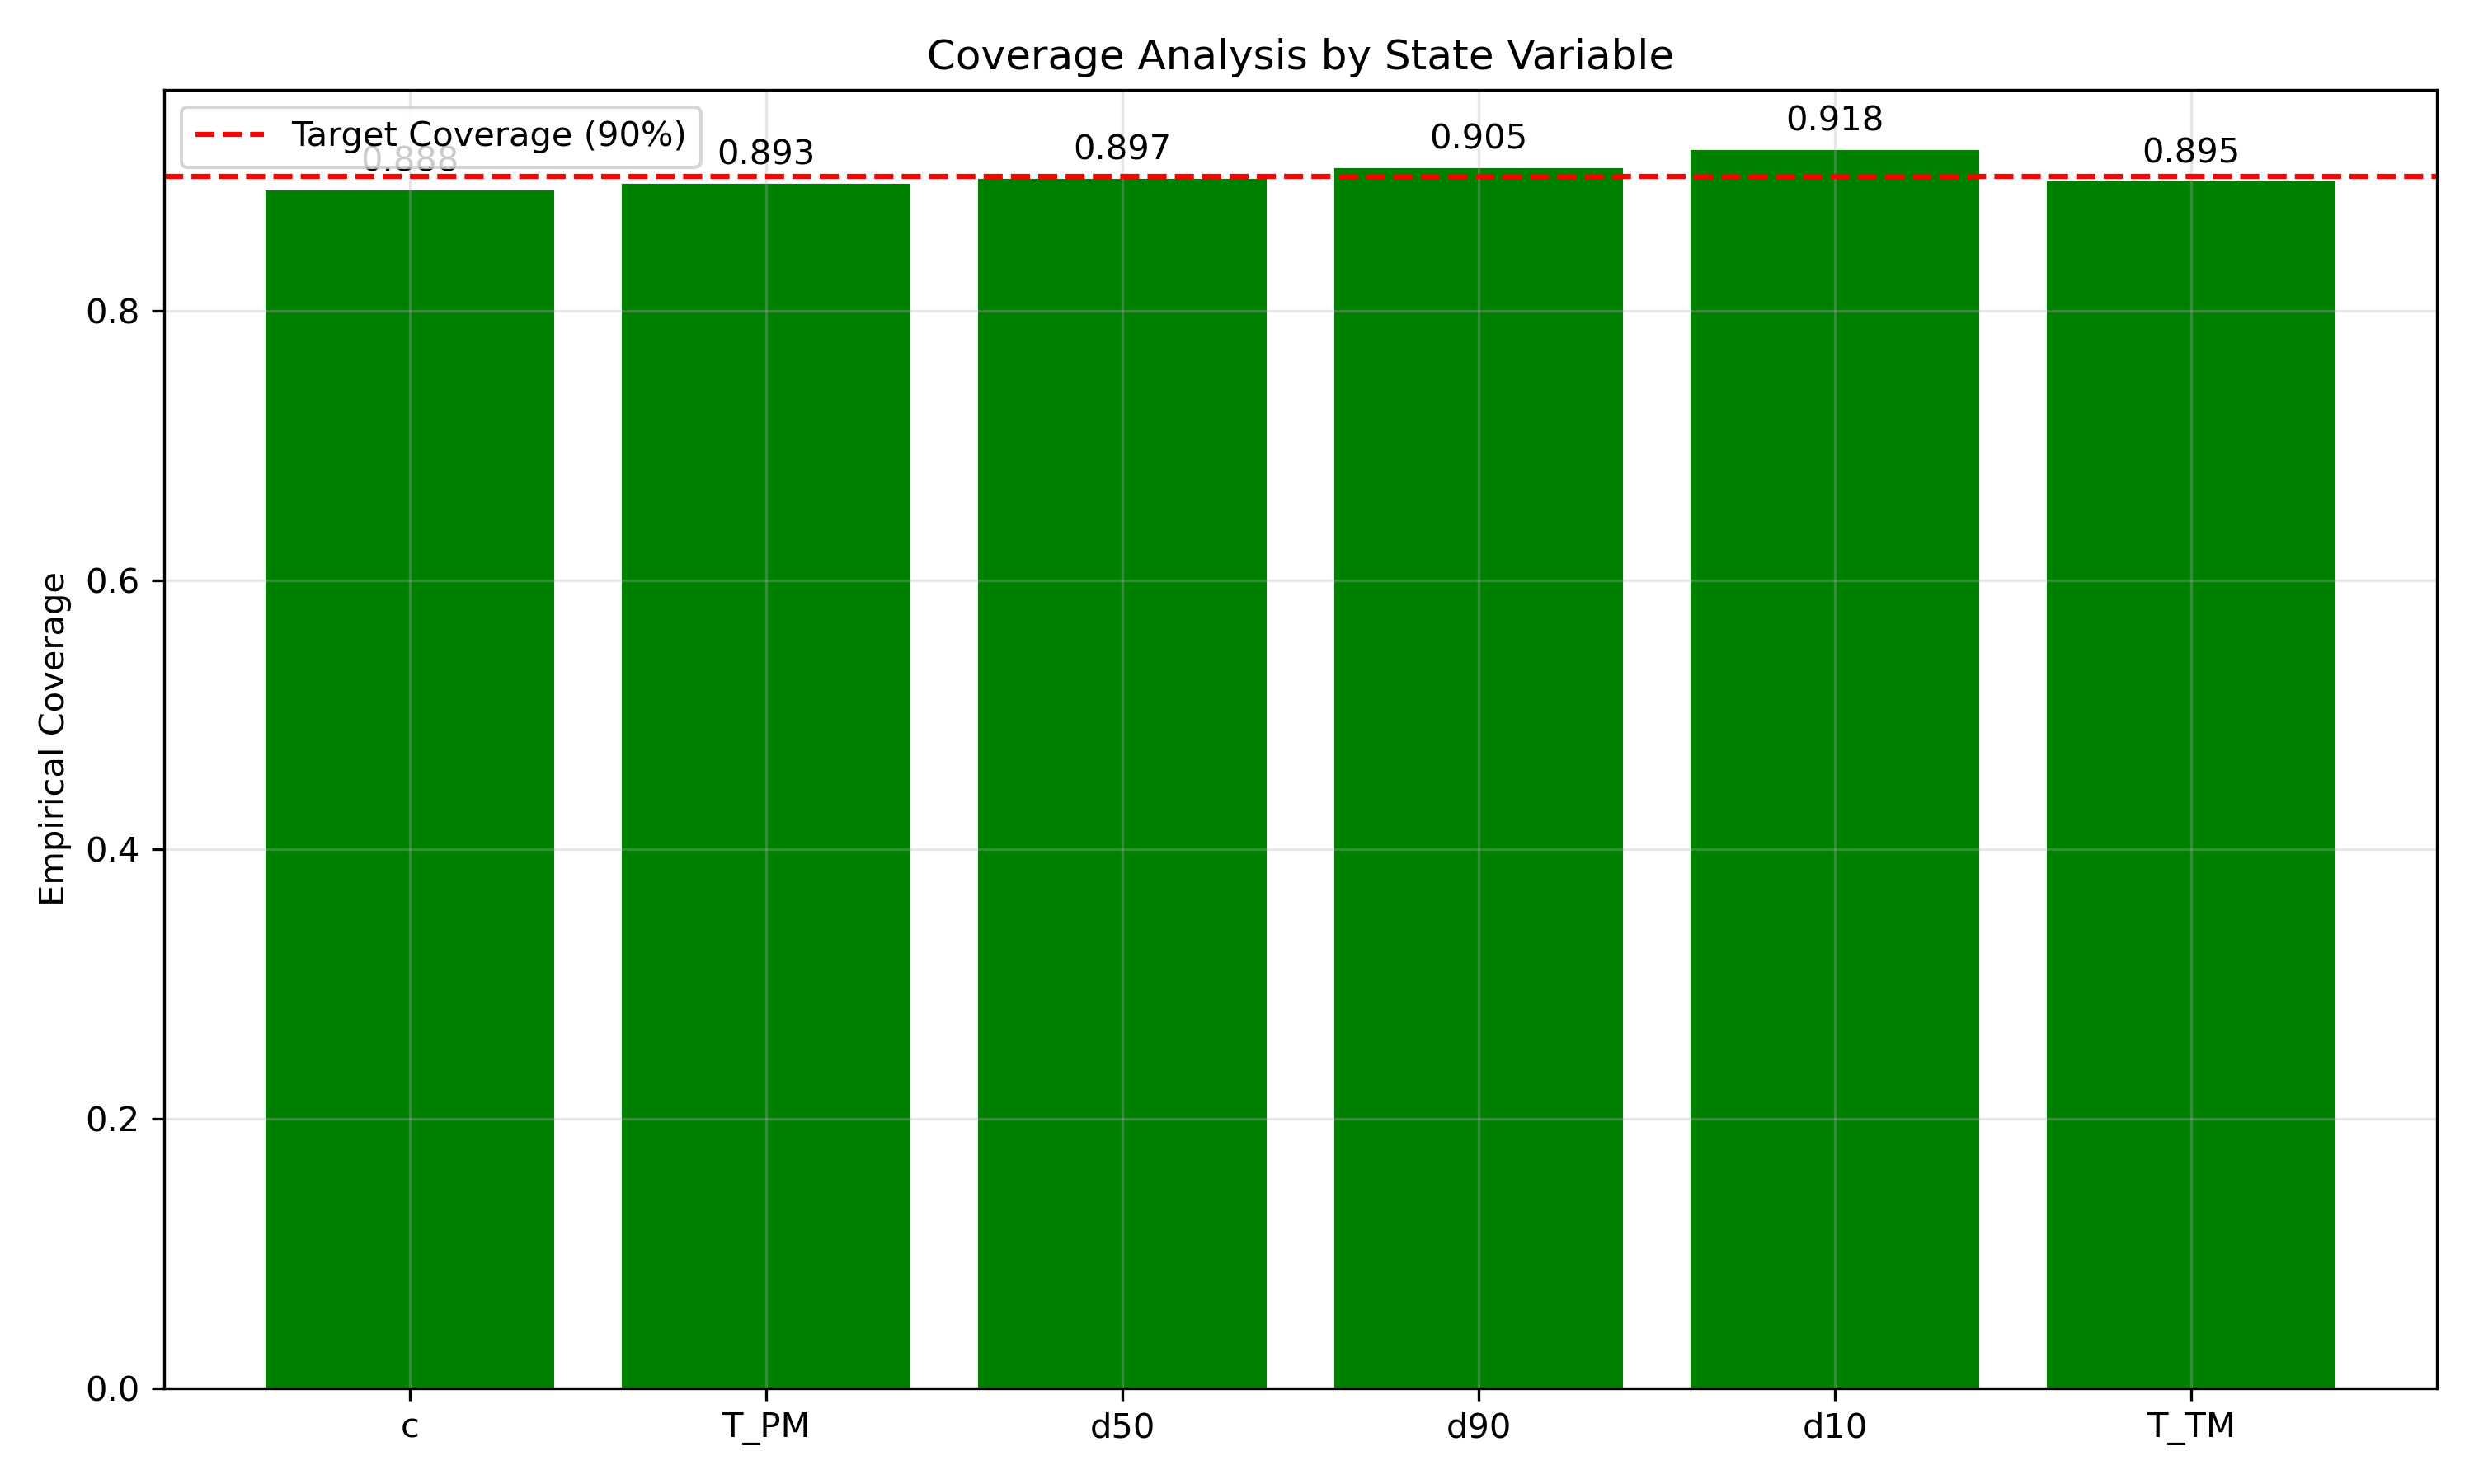 Coverage Analysis by State Variable
Target Coverage (90%)
0.888
0.893
0.897
0.905
0.918
0.895
Empirical Coverage
0.8
0.6
0.4
0.2
0.0
c
T_PM
d50
d90
d10
T_TM